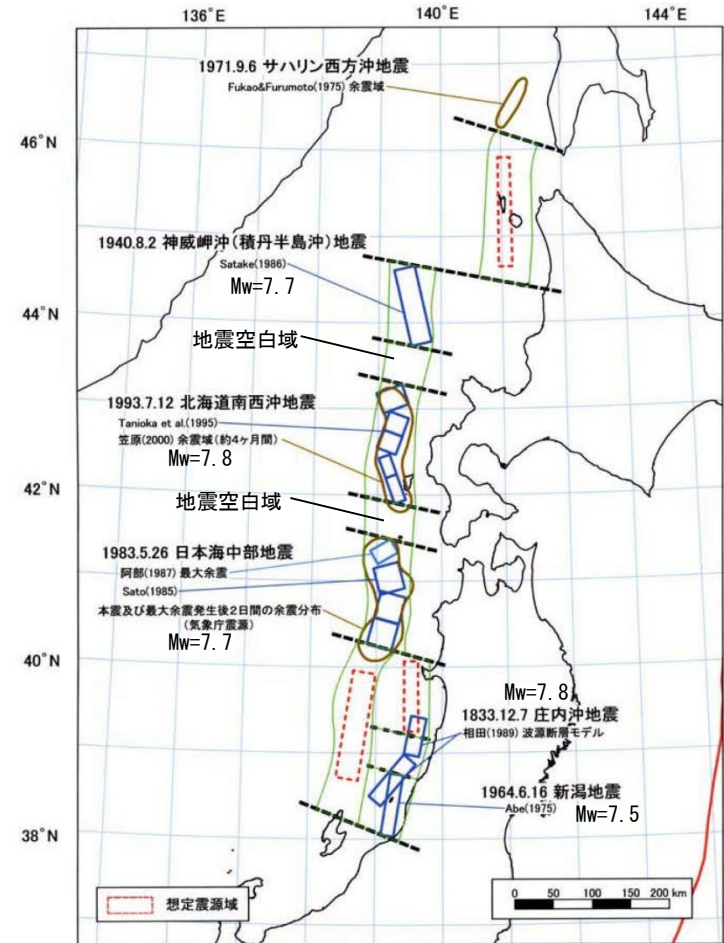 136°E
140°E
144°E
1971.9.6 サハリン西方沖地震
Fukao&Furumoto(1975) 余震域
46°N
1940.8.2 神威岬沖(積丹半島沖)地震
Satake(1986)
Mw=7.7
44°N
地震空白域
1993.7.12 北海道南西沖地震
Tanioka et al.(1995)
笠原(2000) 余震域(約4ヶ月間)
Mw=7.8
42°N
地震空白域
1983.5.26 日本海中部地震
阿部(1987) 最大余震
Sato(1985)
本震及び最大余震発生後2日間の余震分布
(気象庁震源)
Mw=7.7
40°N
Mw=7.8
1833.12.7 庄内沖地震
相田(1989) 波源断層モデル
1964.6.16 新潟地震
Abe(1975)
Mw=7.5
38°N
想定震源域
0 50 100 150 200 km